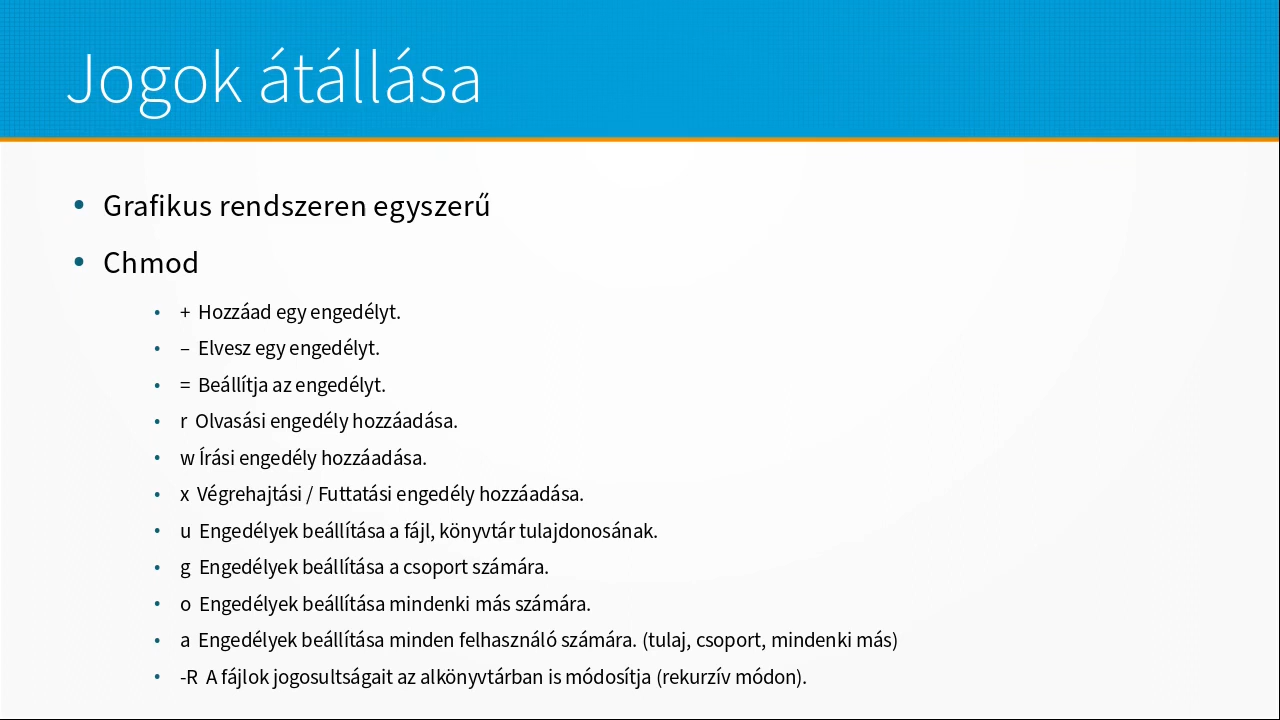 Jogok átállása
• Grafikus rendszeren egyszerű
• Chmod
• + Hozzáad egy engedélyt.
• – Elvesz egy engedélyt.
• = Beállítja az engedélyt.
• r Olvasási engedély hozzáadása.
• w Írási engedély hozzáadása.
• x Végrehajtási / Futtatási engedély hozzáadása.
• u Engedélyek beállítása a fájl, könyvtár tulajdonosának.
• g Engedélyek beállítása a csoport számára.
• o Engedélyek beállítása mindenki más számára.
• a Engedélyek beállítása minden felhasználó számára. (tulaj, csoport, mindenki más)
• -R A fájlok jogosultságait az alkönyvtárban is módosítja (rekurzív módon).